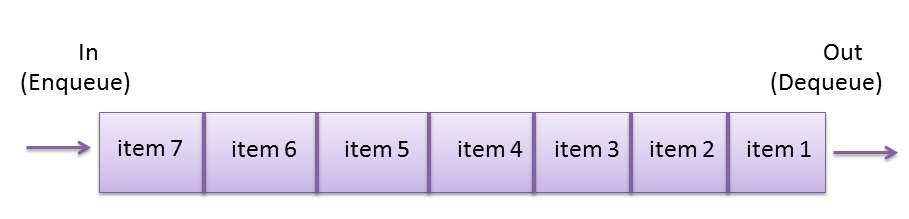 In
(Enqueue)
Out
(Dequeue)
item 7
item 6
item 5
item 4
item 3
item 2
item 1